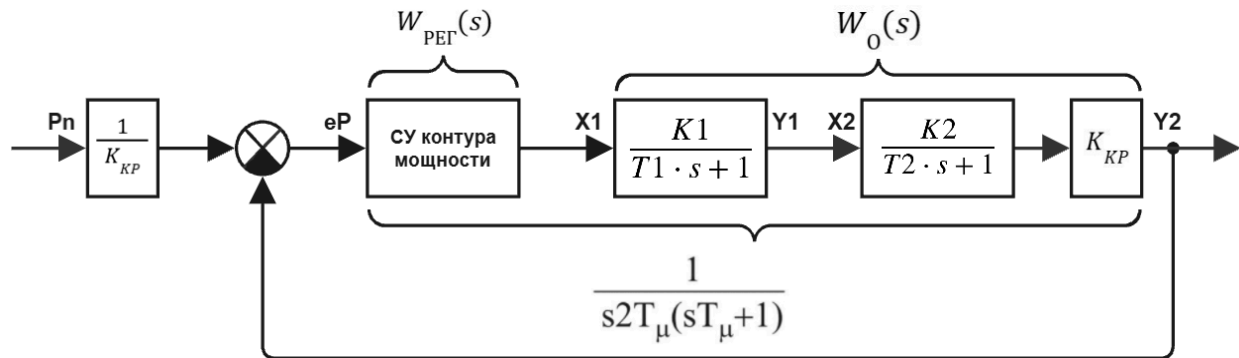 W_РЕГ(s)
W_O(s)
Pn
1
K_КР
eP
СУ контура
мощности
X1
K1
T1 · s + 1
Y1
X2
K2
T2 · s + 1
K_КР
Y2
1
s2T_μ(sT_μ+1)